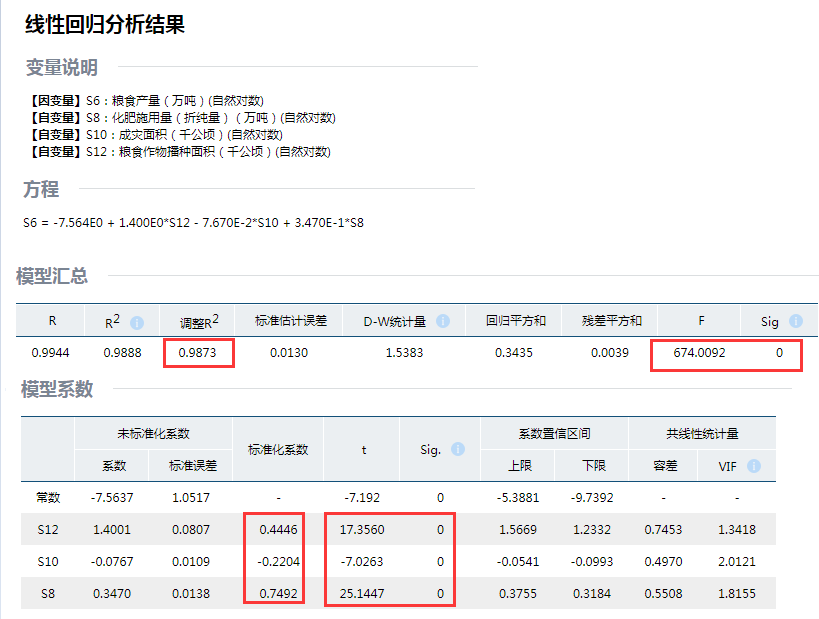 线性回归分析结果
变量说明
【因变量】S6：粮食产量（万吨）(自然对数)
【自变量】S8：化肥施用量（折纯量）（万吨）(自然对数)
【自变量】S10：成灾面积（千公顷）(自然对数)
【自变量】S12：粮食作物播种面积（千公顷）(自然对数)
方程
S6 = -7.564E0 + 1.400E0*S12 - 7.670E-2*S10 + 3.470E-1*S8
模型汇总
R R2 调整R2 标准估计误差 D-W统计量 回归平方和 残差平方和 F Sig
0.9944 0.9888 0.9873 0.0130 1.5383 0.3435 0.0039 674.0092 0
模型系数
未标准化系数 标准化系数 t Sig. 系数置信区间 共线性统计量
系数 标准误差 上限 下限 容差 VIF
常数 -7.5637 1.0517 - -7.192 0 -5.3881 -9.7392 - -
S12 1.4001 0.0807 0.4446 17.3560 0 1.5669 1.2332 0.7453 1.3418
S10 -0.0767 0.0109 -0.2204 -7.0263 0 -0.0541 -0.0993 0.4970 2.0121
S8 0.3470 0.0138 0.7492 25.1447 0 0.3755 0.3184 0.5508 1.8155